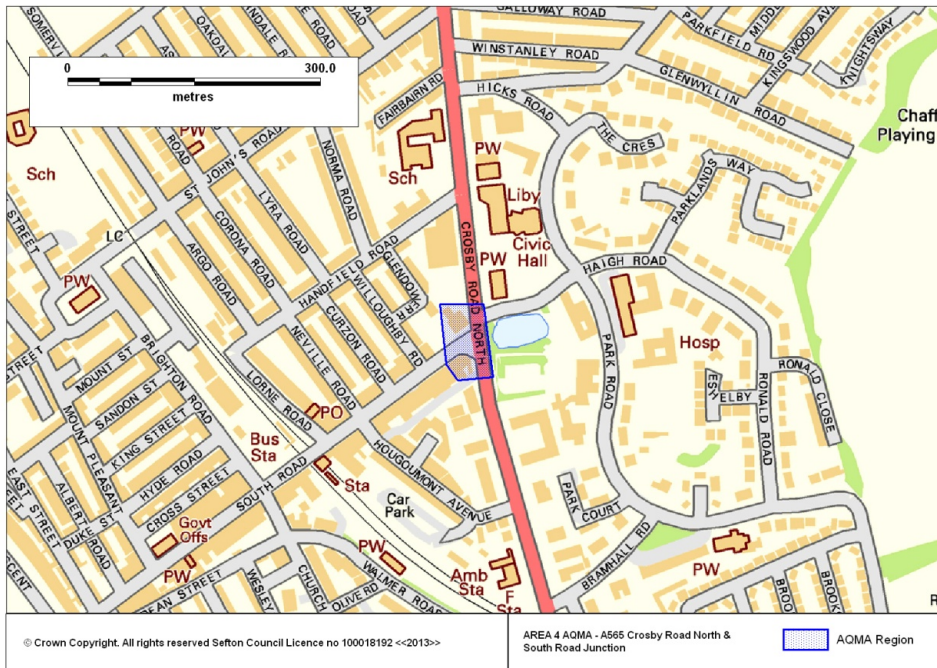 GALLOWAY ROAD
WINSTANLEY ROAD
PARKFIELD RD
KINGSWOOD
KNIGHTSWAY
GLENWYLLIN ROAD
0 300.0
metres
FAIRBAIRN RD
HICKS ROAD
THE CRES
Chaff
Playing
PW
Sch
Sch
ST JOHN'S ROAD
NORMA ROAD
LYRA ROAD
CORONA ROAD
ARGO ROAD
PW
Liby
Civic
Hall
PW
PARKLANDS WAY
STREET
LC
HANDFIELD ROAD
GLENDOWER
WILLOUGHBY RD
CURZON ROAD
NEVILLE ROAD
CROSBY ROAD NORTH
HAIGH ROAD
PW
Hosp
PARK ROAD
MOUNT ST
SANDON ST
KING STREET
BRIGHTON ROAD
MOUNT PLEASANT
LORNE ROAD
PO
ESH
ELBY
RONALD ROAD
RONALD CLOSE
Bus
Sta
HYDE ROAD
CROSS STREET
SOUTH ROAD
Sta
HOUGOUMONT AVENUE
Car
Park
PARK
COURT
EAST STREET
ALBERT ROAD
DUKE ST
Govt
Offs
PW
PW
Amb
Sta
F
Sta
BRAMHALL RD
PW
WESLEY
CHURCH
OLIVER RD
WALMER ROAD
BROOK
BROOK
© Crown Copyright. All rights reserved Sefton Council Licence no 100018192 <<2013>>
AREA 4 AQMA - A565 Crosby Road North &
South Road Junction
AQMA Region